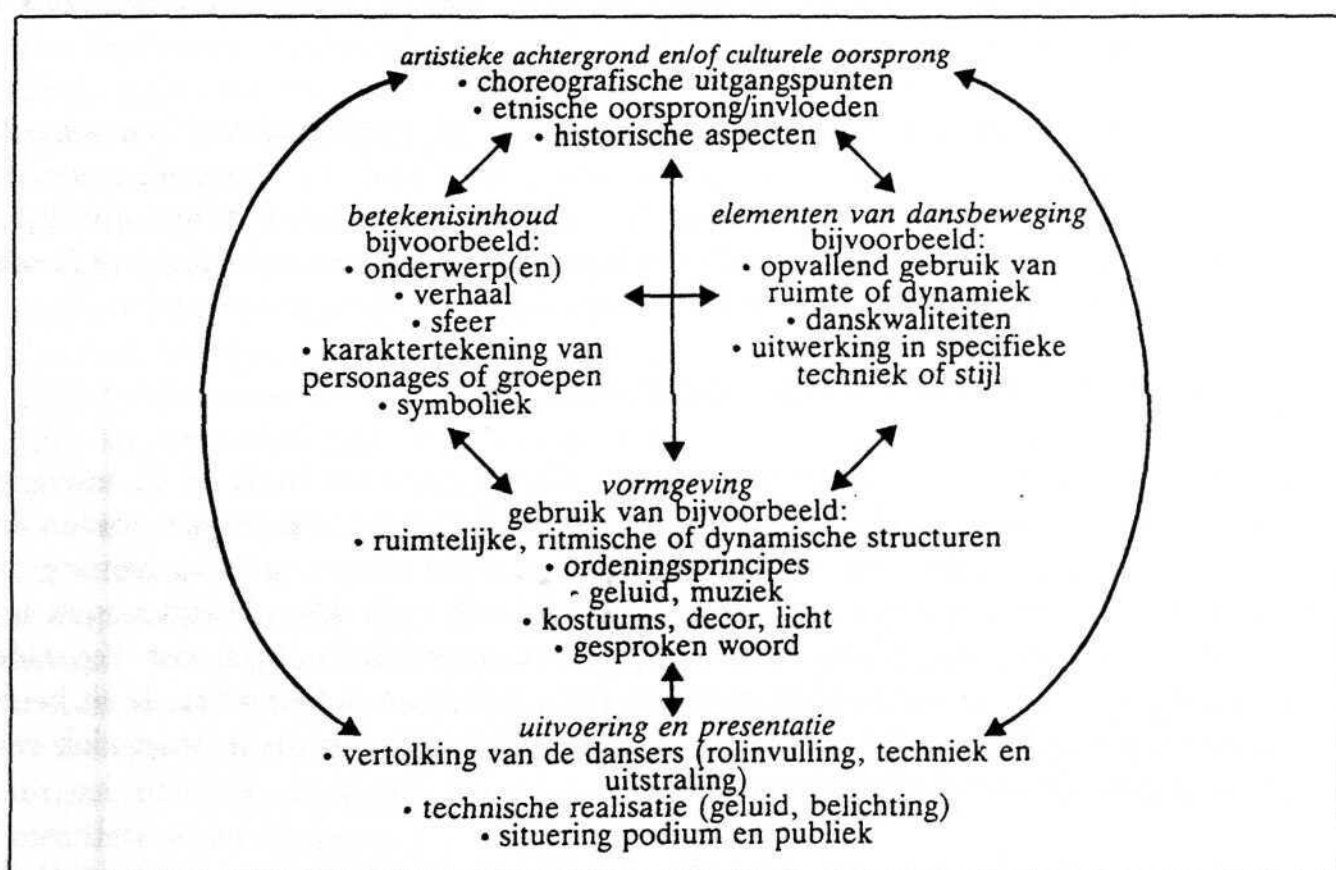 artistieke achtergrond en/of culturele oorsprong
• choreografische uitgangspunten
• etnische oorsprong/invloeden
• historische aspecten
betekenisinhoud
bijvoorbeeld:
• onderwerp(en)
• verhaal
• sfeer
• karaktertekening van
personages of groepen
• symboliek
elementen van dansbeweging
bijvoorbeeld:
• opvallend gebruik van
ruimte of dynamiek
• danskwaliteiten
• uitwerking in specifieke
techniek of stijl
vormgeving
gebruik van bijvoorbeeld:
• ruimtelijke, ritmische of dynamische structuren
• ordeningsprincipes
- geluid, muziek
• kostuums, decor, licht
• gesproken woord
uitvoering en presentatie
• vertolking van de dansers (rolinvulling, techniek en
uitstraling)
• technische realisatie (geluid, belichting)
• situering podium en publiek